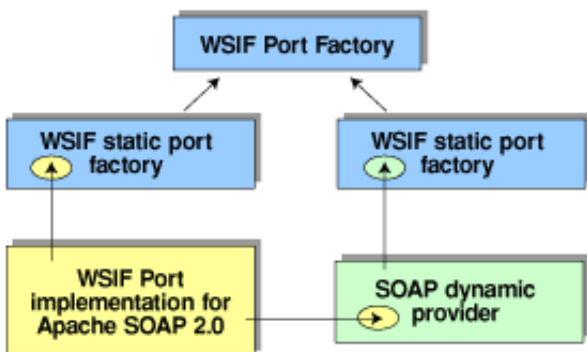 WSIF Port Factory
WSIF static port
factory
WSIF static port
factory
WSIF Port
implementation for
Apache SOAP 2.0
SOAP dynamic
provider